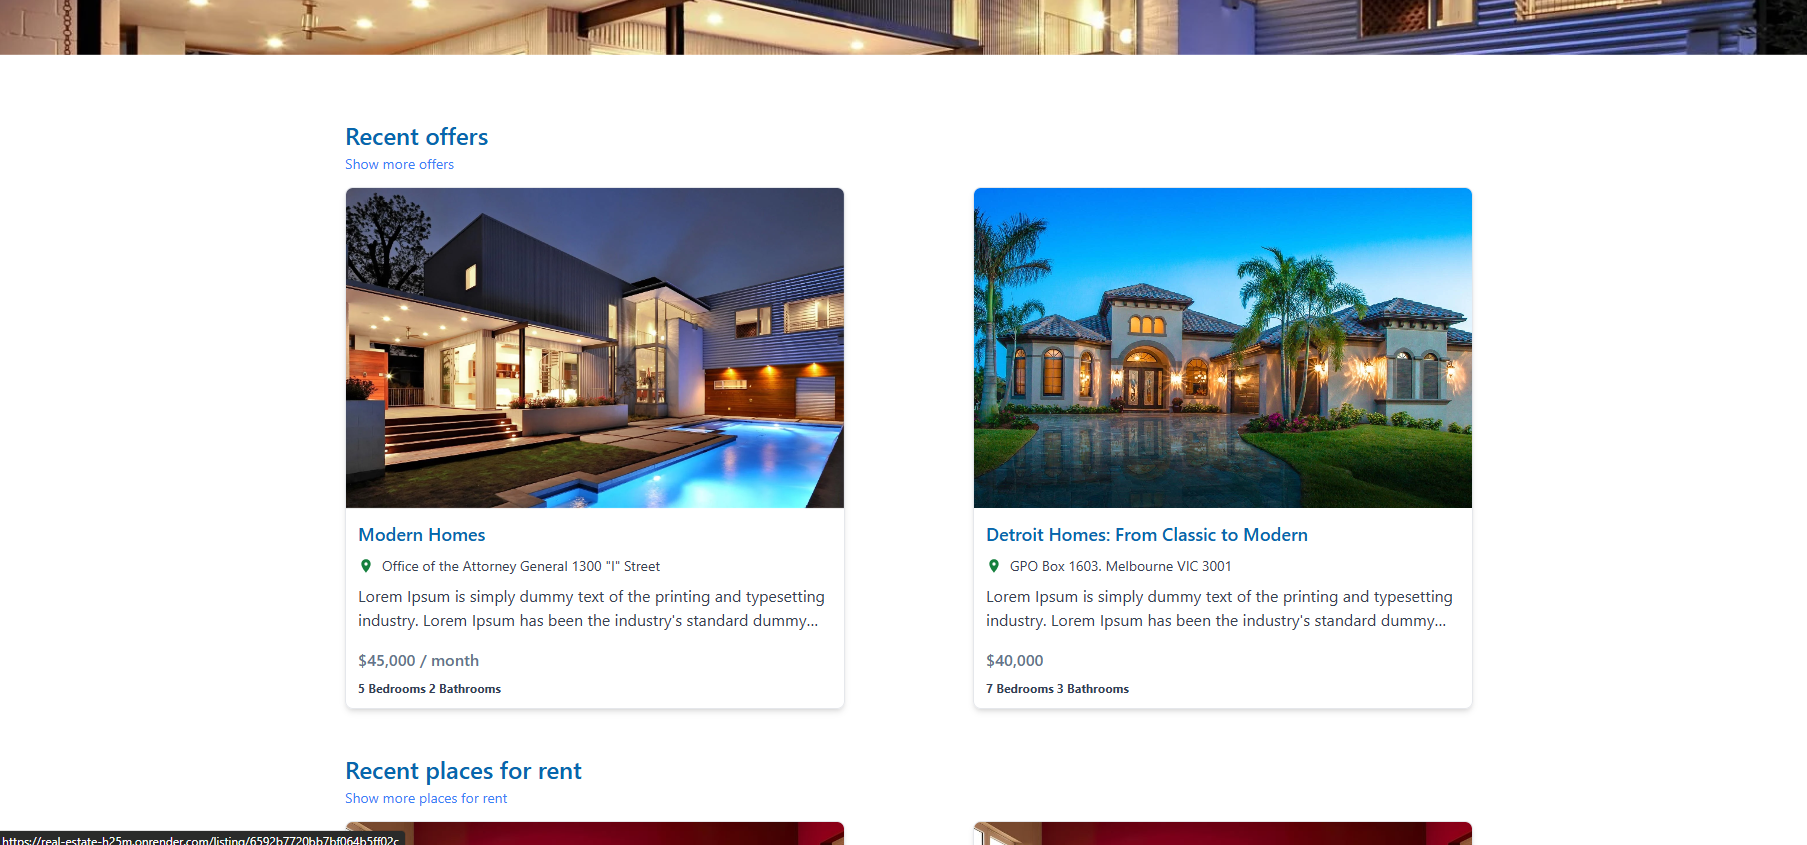 Recent offers
Show more offers
Modern Homes
Office of the Attorney General 1300 "I" Street
Lorem Ipsum is simply dummy text of the printing and typesetting
industry. Lorem Ipsum has been the industry's standard dummy...
$45,000 / month
5 Bedrooms 2 Bathrooms
Detroit Homes: From Classic to Modern
GPO Box 1603. Melbourne VIC 3001
Lorem Ipsum is simply dummy text of the printing and typesetting
industry. Lorem Ipsum has been the industry's standard dummy...
$40,000
7 Bedrooms 3 Bathrooms
Recent places for rent
Show more places for rent
https://real-estate-h25m.onrender.com/listing/6592b7720bb7bf064b5ff02c